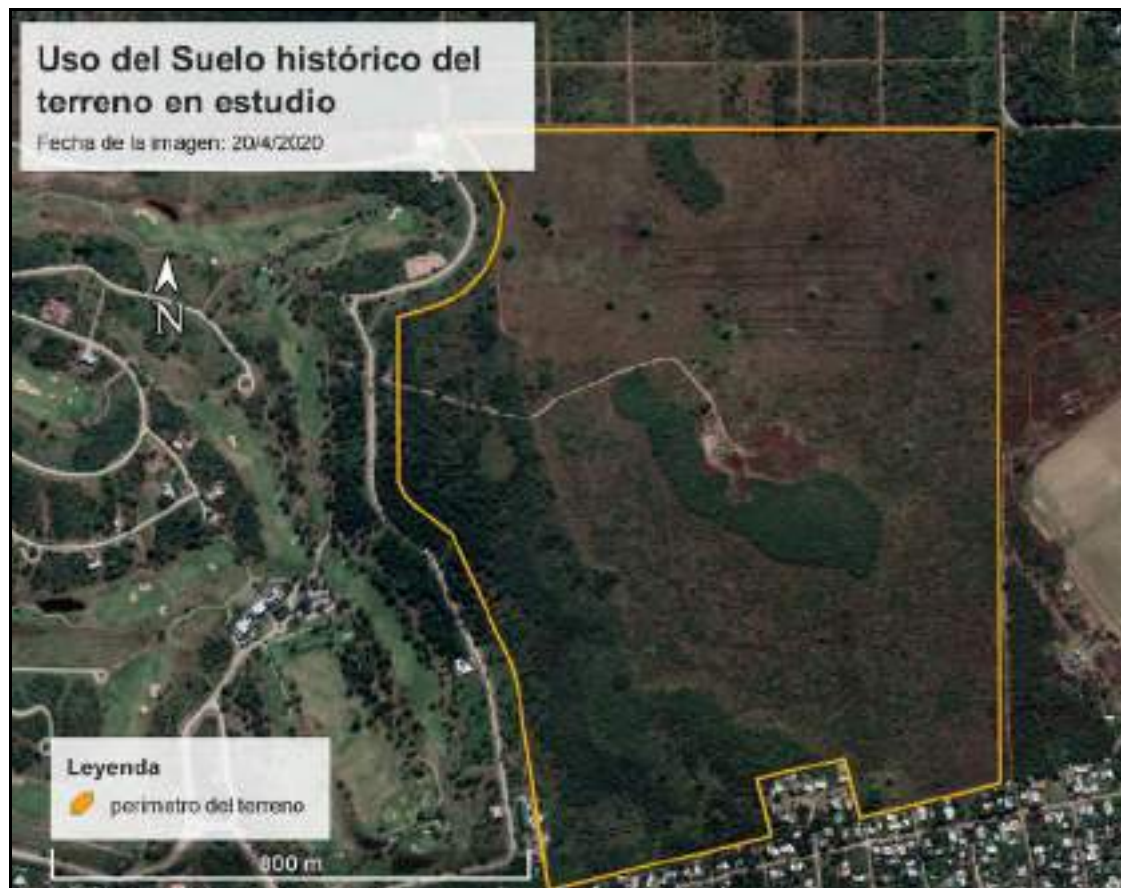 Uso del Suelo histórico del
terreno en estudio
Fecha de la imagen: 20/4/2020
N
Leyenda
perimetro del terreno
800 m